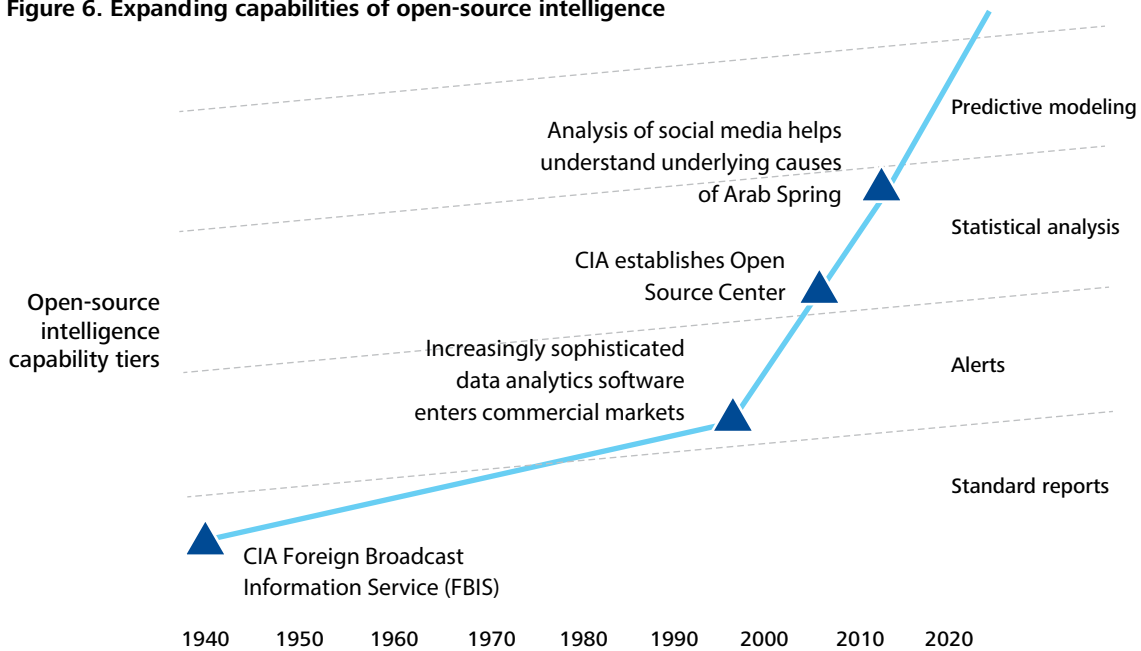 Figure 6. Expanding capabilities of open-source intelligence
Predictive modeling
Analysis of social media helps
understand underlying causes
of Arab Spring
Statistical analysis
CIA establishes Open
Source Center
Open-source
intelligence
capability tiers
Increasingly sophisticated
data analytics software
enters commercial markets
Alerts
Standard reports
CIA Foreign Broadcast
Information Service (FBIS)
1940 1950 1960 1970 1980 1990 2000 2010 2020